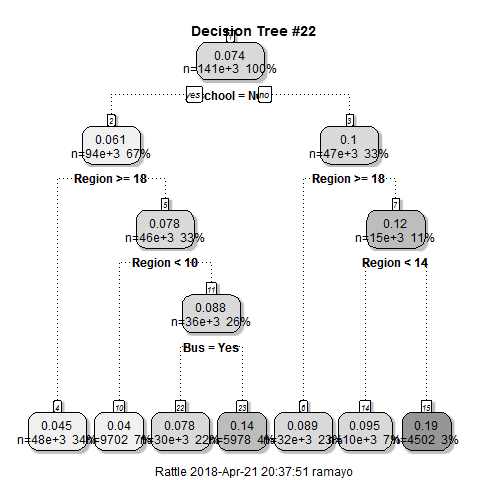 Decision Tree #22
1
0.074
n=141e+3 100%
yes chool = N no
2
0.061
n=94e+3 67%
3
0.1
n=47e+3 33%
Region >= 18
Region >= 18
5
0.078
n=46e+3 33%
7
0.12
n=15e+3 11%
Region < 10
Region < 14
11
0.088
n=36e+3 26%
Bus = Yes
4
0.045
n=48e+3 34%
10
0.04
n=9702 7%
22
0.078
n=30e+3 22%
23
0.14
n=5978 4%
6
0.089
n=32e+3 23%
14
0.095
n=10e+3 7%
15
0.19
n=4502 3%
Rattle 2018-Apr-21 20:37:51 ramayo